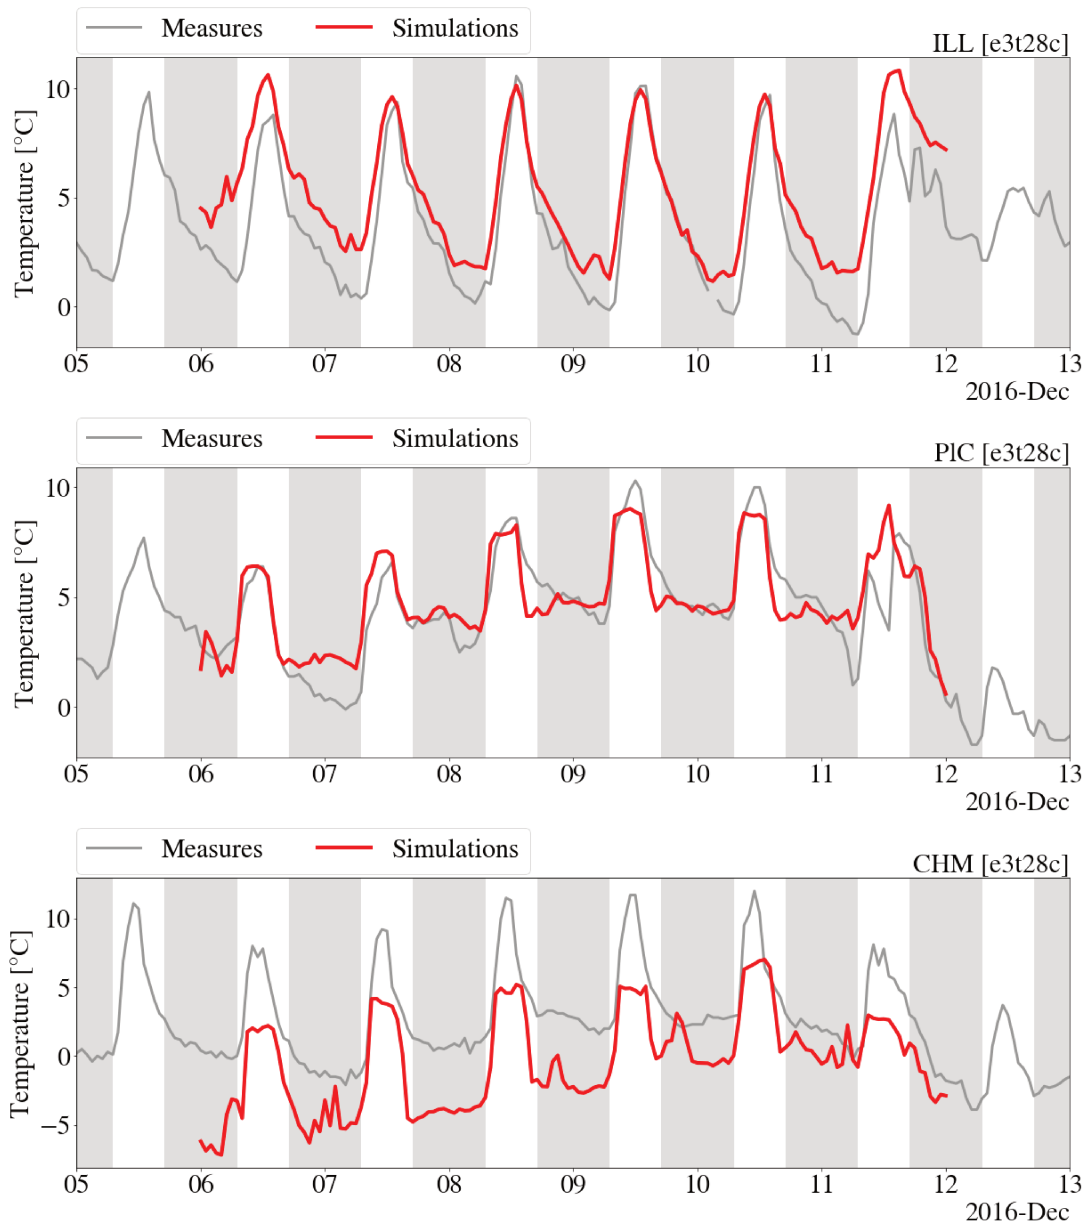 Measures Simulations
ILL [e3t28c]
Temperature [°C]
10
5
0
05 06 07 08 09 10 11 12 13
2016-Dec
Measures Simulations
PlC [e3t28c]
Temperature [°C]
10
5
0
05 06 07 08 09 10 11 12 13
2016-Dec
Measures Simulations
CHM [e3t28c]
Temperature [°C]
10
5
0
−5
05 06 07 08 09 10 11 12 13
2016-Dec